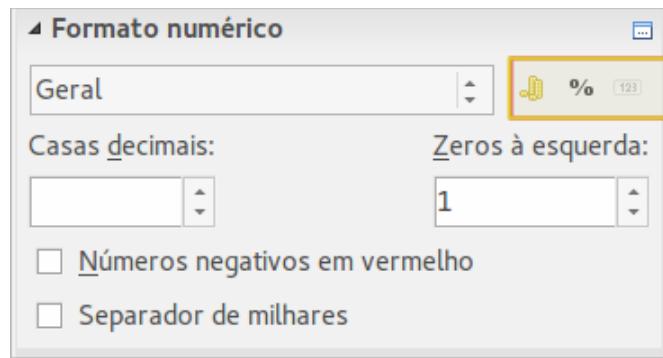 Formato numérico
Geral % 123
Casas decimais: Zeros à esquerda:
1
Números negativos em vermelho
Separador de milhares